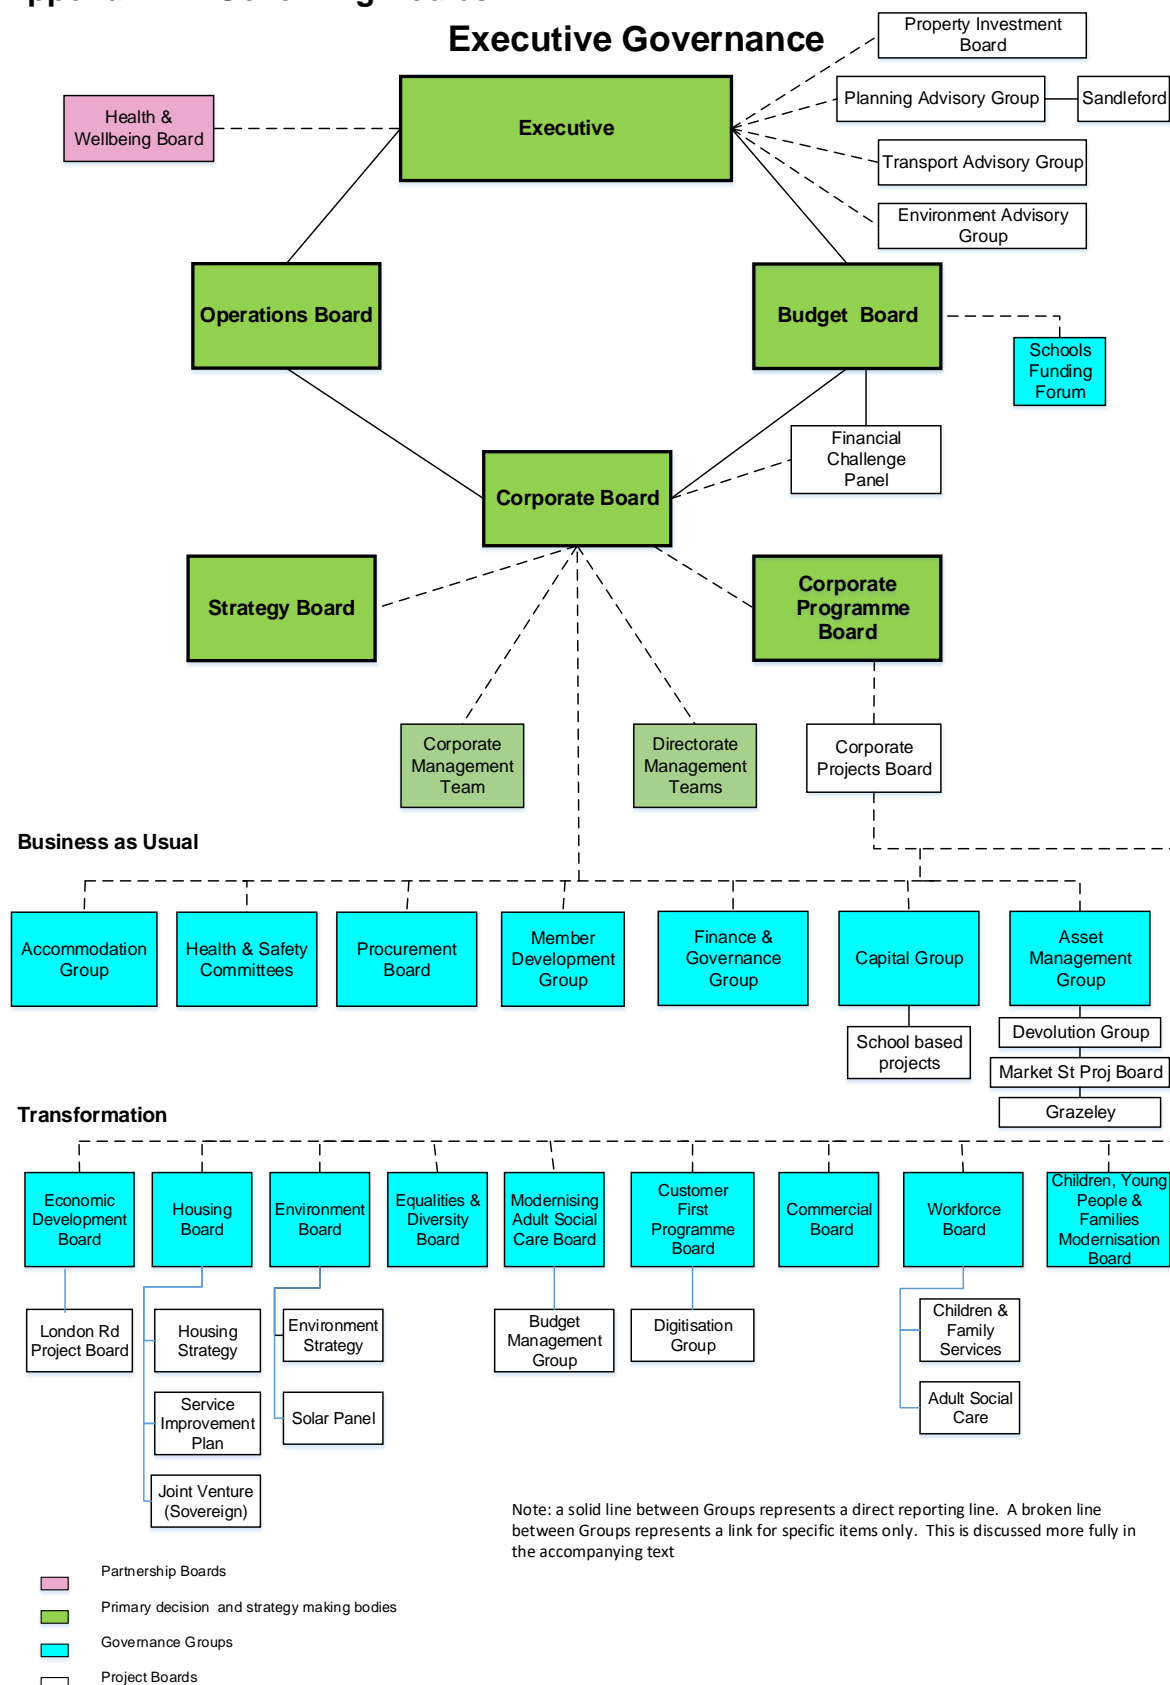 Executive Governance
Property Investment
Board
Planning Advisory Group
Sandleford
Health &
Wellbeing Board
Executive
Transport Advisory Group
Environment Advisory
Group
Operations Board
Budget Board
Schools
Funding
Forum
Financial
Challenge
Panel
Corporate Board
Strategy Board
Corporate
Programme
Board
Corporate
Management
Team
Directorate
Management
Teams
Corporate
Projects Board
Business as Usual
Accommodation
Group
Health & Safety
Committees
Procurement
Board
Member
Development
Group
Finance &
Governance
Group
Capital Group
Asset
Management
Group
School based
projects
Devolution Group
Market St Proj Board
Grazeley
Transformation
Economic
Development
Board
Housing
Board
Environment
Board
Equalities &
Diversity
Board
Modernising
Adult Social
Care Board
Customer
First
Programme
Board
Commercial
Board
Workforce
Board
Children, Young
People &
Families
Modernisation
Board
London Rd
Project Board
Housing
Strategy
Service
Improvement
Plan
Joint Venture
(Sovereign)
Environment
Strategy
Solar Panel
Budget
Management
Group
Digitisation
Group
Children &
Family
Services
Adult Social
Care
Note: a solid line between Groups represents a direct reporting line. A broken line
between Groups represents a link for specific items only. This is discussed more fully in
the accompanying text
Partnership Boards
Primary decision and strategy making bodies
Governance Groups
Project Boards